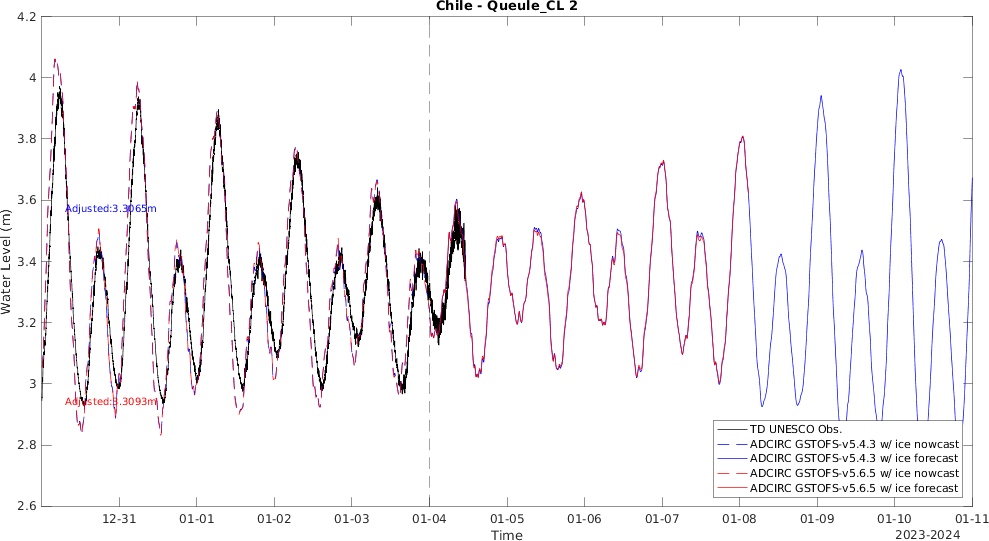 Chile - Queule_CL 2
4.2
4
3.8
3.6
3.4
3.2
3
2.8
2.6
Water Level (m)
Adjusted:3.3065m
Adjusted:3.3093m
TD UNESCO Obs.
ADCIRC GSTOFS-v5.4.3 w/ ice nowcast
ADCIRC GSTOFS-v5.4.3 w/ ice forecast
ADCIRC GSTOFS-v5.6.5 w/ ice nowcast
ADCIRC GSTOFS-v5.6.5 w/ ice forecast
12-31 01-01 01-02 01-03 01-04 01-05 01-06 01-07 01-08 01-09 01-10 01-11
Time
2023-2024